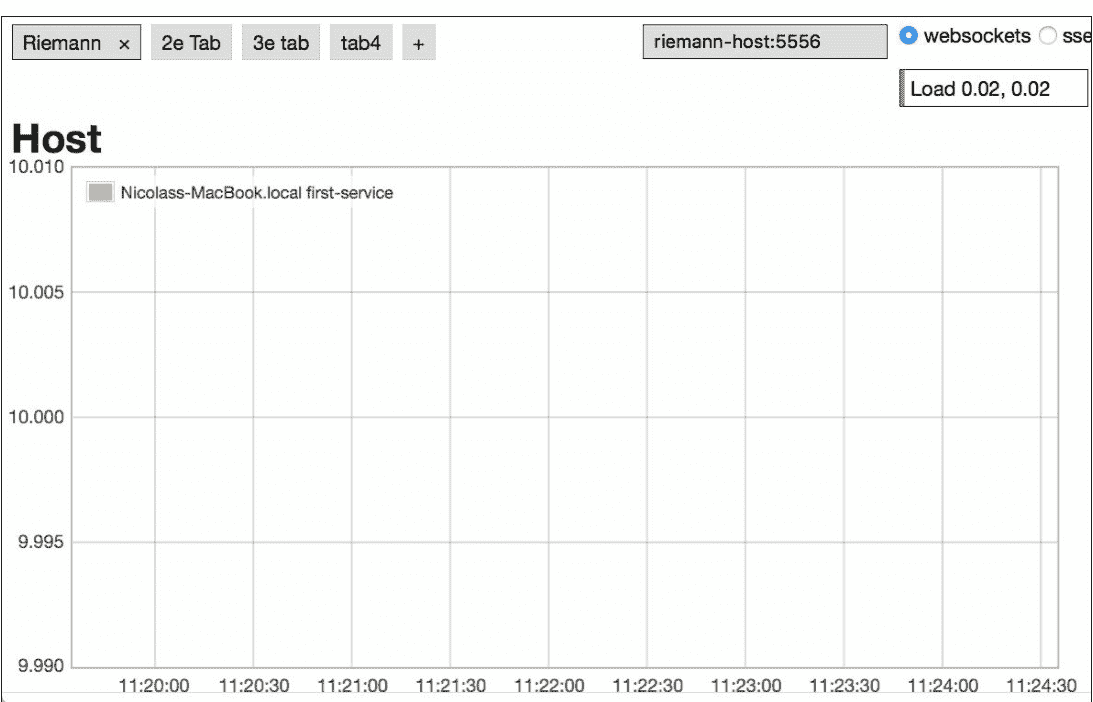 Riemann × 2e Tab 3e tab tab4 + riemann-host:5556 websockets sse
Load 0.02, 0.02
Host
10.010
Nicolass-MacBook.local first-service
10.005
10.000
9.995
9.990
11:20:00 11:20:30 11:21:00 11:21:30 11:22:00 11:22:30 11:23:00 11:23:30 11:24:00 11:24:30